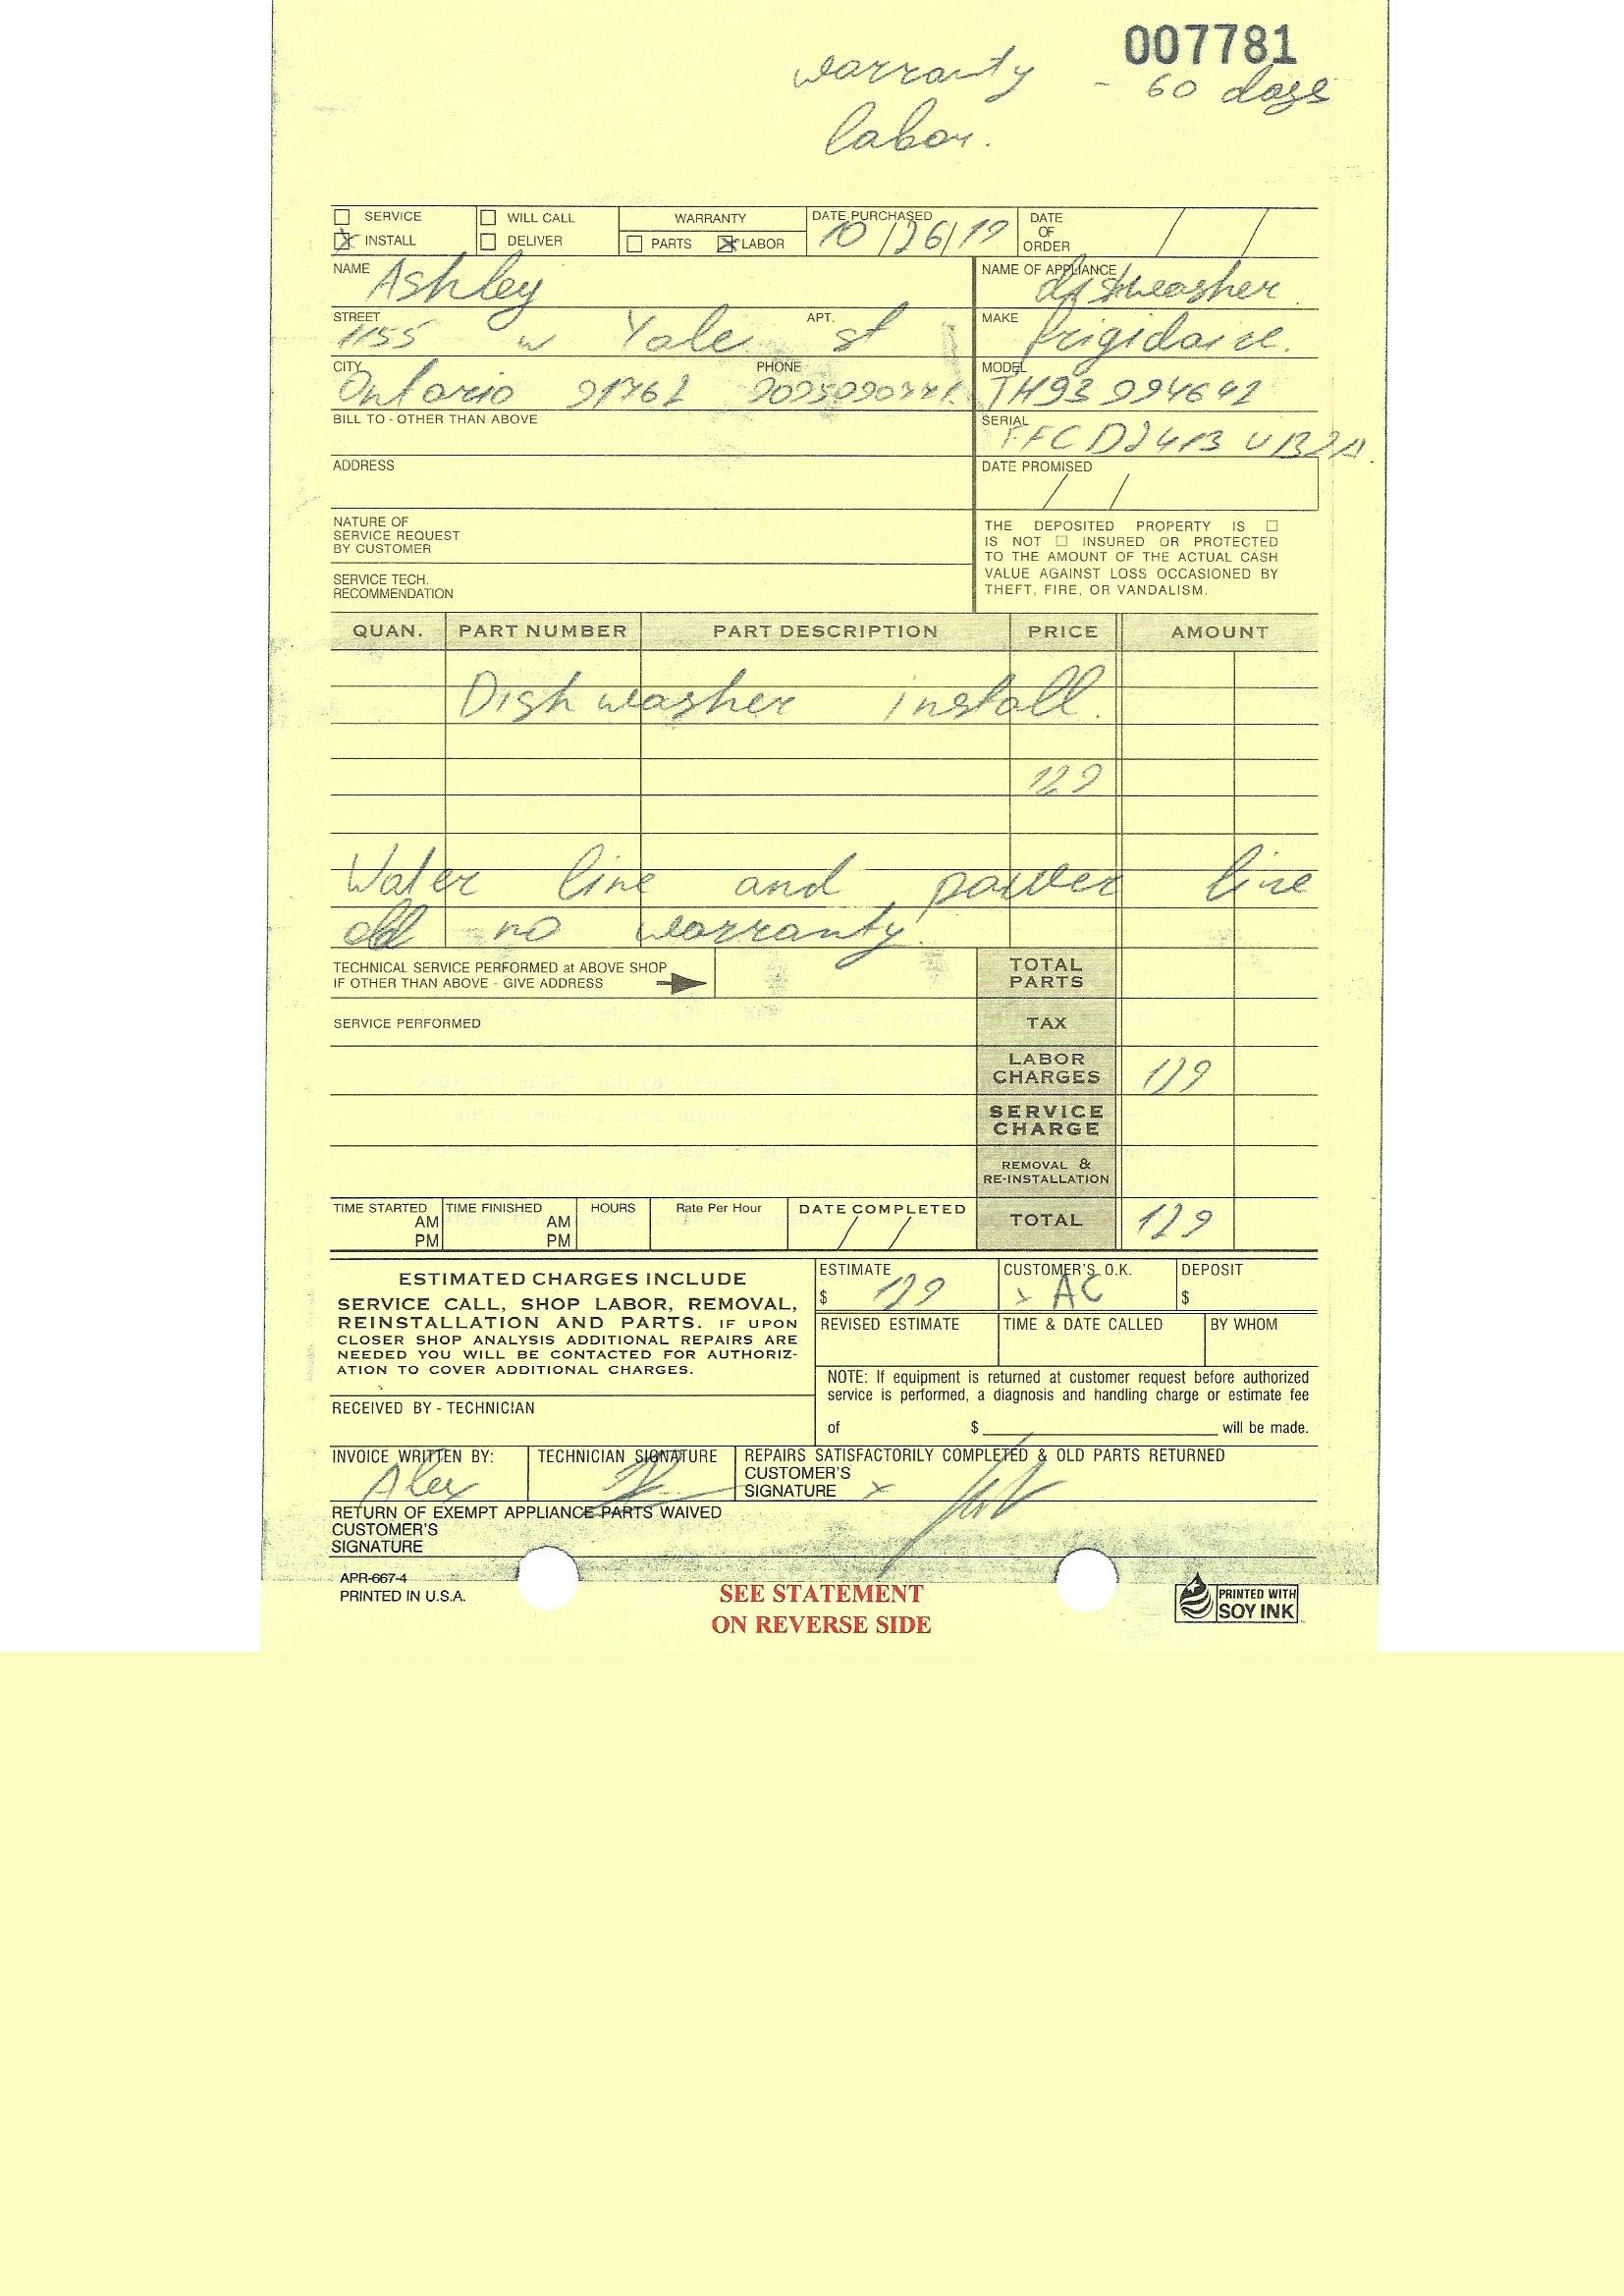 007781
warranty - 60 days
labor.
SERVICE WILL CALL WARRANTY DATE PURCHASED DATE OF ORDER
INSTALL DELIVER PARTS LABOR 10/26/19
NAME Ashley NAME OF APPLIANCE dishwasher
STREET 1155 w Yale st APT. MAKE frigidaire.
CITY Ontario 91762 PHONE MODEL TH93994642
BILL TO - OTHER THAN ABOVE SERIAL
ADDRESS DATE PROMISED
NATURE OF
SERVICE REQUEST
BY CUSTOMER
SERVICE TECH.
RECOMMENDATION
THE DEPOSITED PROPERTY IS
IS NOT INSURED OR PROTECTED
TO THE AMOUNT OF THE ACTUAL CASH
VALUE AGAINST LOSS OCCASIONED BY
THEFT, FIRE, OR VANDALISM.
QUAN. PART NUMBER PART DESCRIPTION PRICE AMOUNT
Dishwasher install.
129
Water line and power line
old no warranty!
TECHNICAL SERVICE PERFORMED at ABOVE SHOP
IF OTHER THAN ABOVE - GIVE ADDRESS
TOTAL PARTS
SERVICE PERFORMED TAX
LABOR CHARGES 129
SERVICE CHARGE
REMOVAL & RE-INSTALLATION
TIME STARTED TIME FINISHED HOURS Rate Per Hour DATE COMPLETED TOTAL 129
AM AM
PM PM
ESTIMATED CHARGES INCLUDE
SERVICE CALL, SHOP LABOR, REMOVAL,
REINSTALLATION AND PARTS. IF UPON
CLOSER SHOP ANALYSIS ADDITIONAL REPAIRS ARE
NEEDED YOU WILL BE CONTACTED FOR AUTHORIZ-
ATION TO COVER ADDITIONAL CHARGES.
ESTIMATE CUSTOMER'S O.K. DEPOSIT
$ 129 x AC $
REVISED ESTIMATE TIME & DATE CALLED BY WHOM
NOTE: If equipment is returned at customer request before authorized
service is performed, a diagnosis and handling charge or estimate fee
of $ will be made.
RECEIVED BY - TECHNICIAN
INVOICE WRITTEN BY: TECHNICIAN SIGNATURE REPAIRS SATISFACTORILY COMPLETED & OLD PARTS RETURNED
Alex CUSTOMER'S
SIGNATURE x
RETURN OF EXEMPT APPLIANCE PARTS WAIVED
CUSTOMER'S
SIGNATURE
APR-667-4
PRINTED IN U.S.A.
SEE STATEMENT
ON REVERSE SIDE
PRINTED WITH
SOY INK